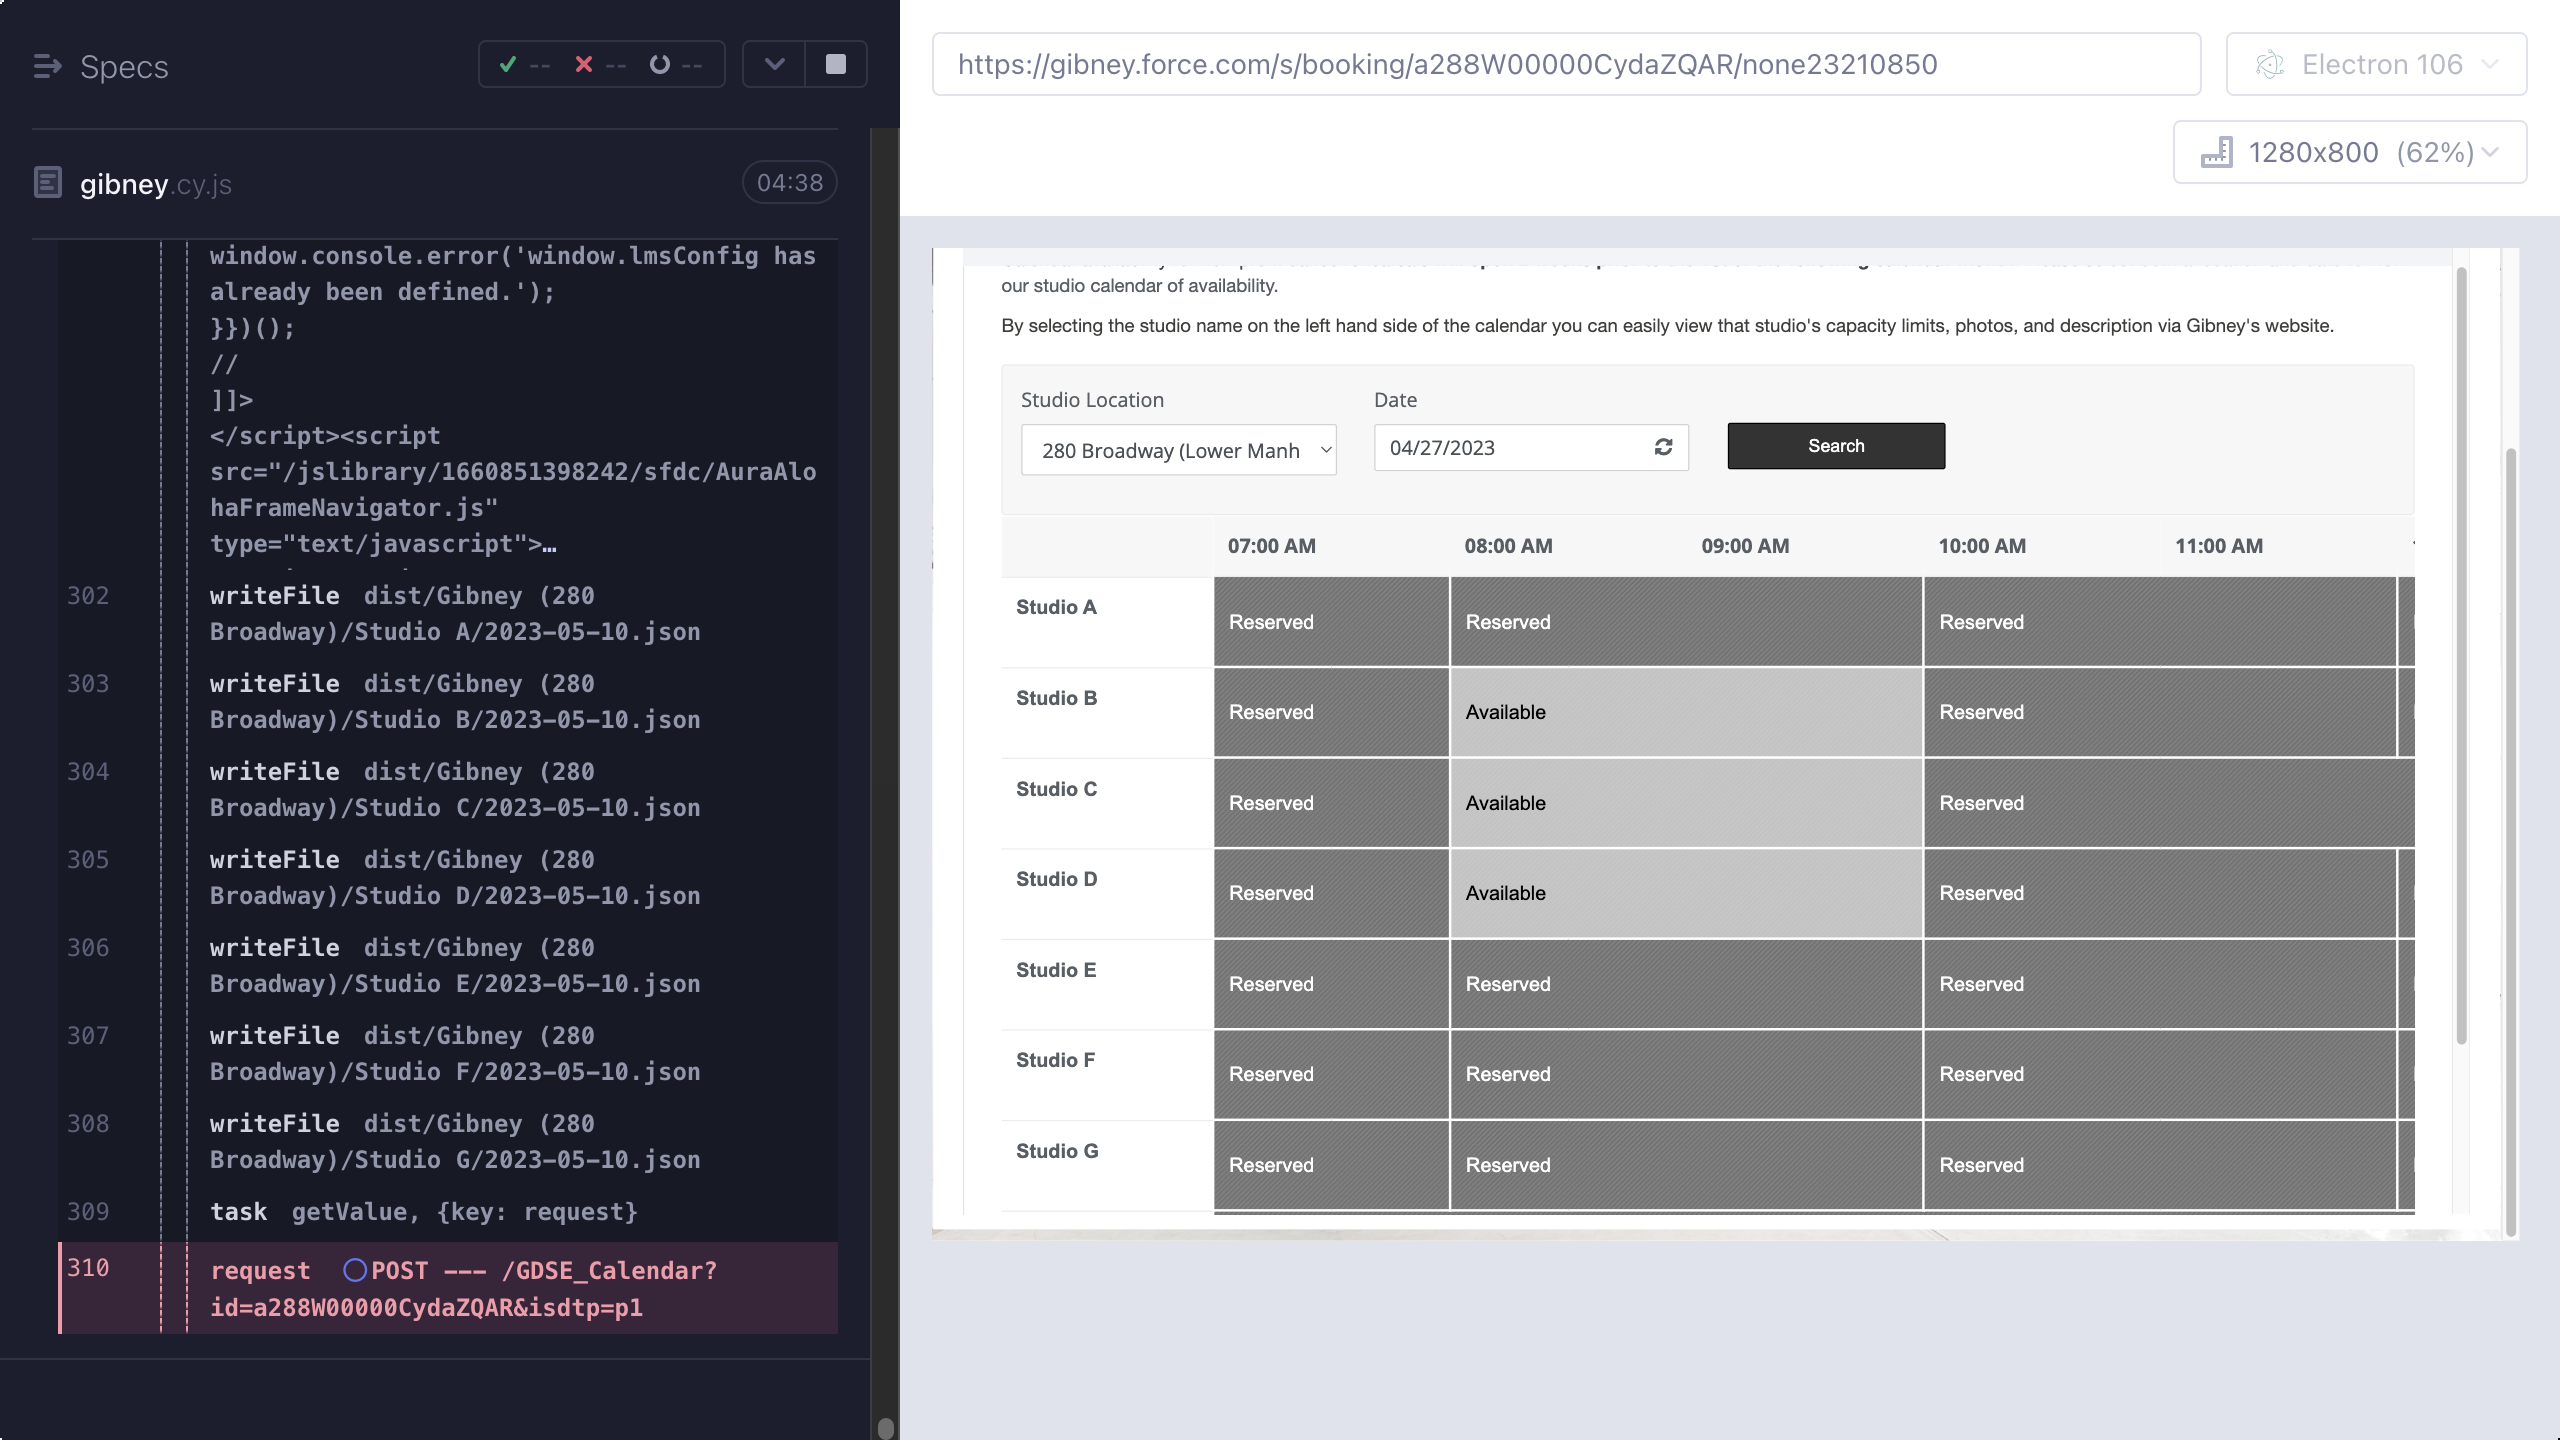 Specs
-- -- --
gibney.cy.js
04:38
window.console.error('window.lmsConfig has
already been defined.');
}})();
//
]]>
</script><script
src="/jslibrary/1660851398242/sfdc/AuraAlo
haFrameNavigator.js"
type="text/javascript">…
302 writeFile dist/Gibney (280
Broadway)/Studio A/2023-05-10.json
303 writeFile dist/Gibney (280
Broadway)/Studio B/2023-05-10.json
304 writeFile dist/Gibney (280
Broadway)/Studio C/2023-05-10.json
305 writeFile dist/Gibney (280
Broadway)/Studio D/2023-05-10.json
306 writeFile dist/Gibney (280
Broadway)/Studio E/2023-05-10.json
307 writeFile dist/Gibney (280
Broadway)/Studio F/2023-05-10.json
308 writeFile dist/Gibney (280
Broadway)/Studio G/2023-05-10.json
309 task getValue, {key: request}
310 request POST --- /GDSE_Calendar?
id=a288W00000CydaZQAR&isdtp=p1
https://gibney.force.com/s/booking/a288W00000CydaZQAR/none23210850
Electron 106
1280x800 (62%)
our studio calendar of availability.
By selecting the studio name on the left hand side of the calendar you can easily view that studio's capacity limits, photos, and description via Gibney's website.
Studio Location Date
280 Broadway (Lower Manh 04/27/2023 Search
07:00 AM 08:00 AM 09:00 AM 10:00 AM 11:00 AM
Studio A Reserved Reserved Reserved
Studio B Reserved Available Reserved
Studio C Reserved Available Reserved
Studio D Reserved Available Reserved
Studio E Reserved Reserved Reserved
Studio F Reserved Reserved Reserved
Studio G Reserved Reserved Reserved